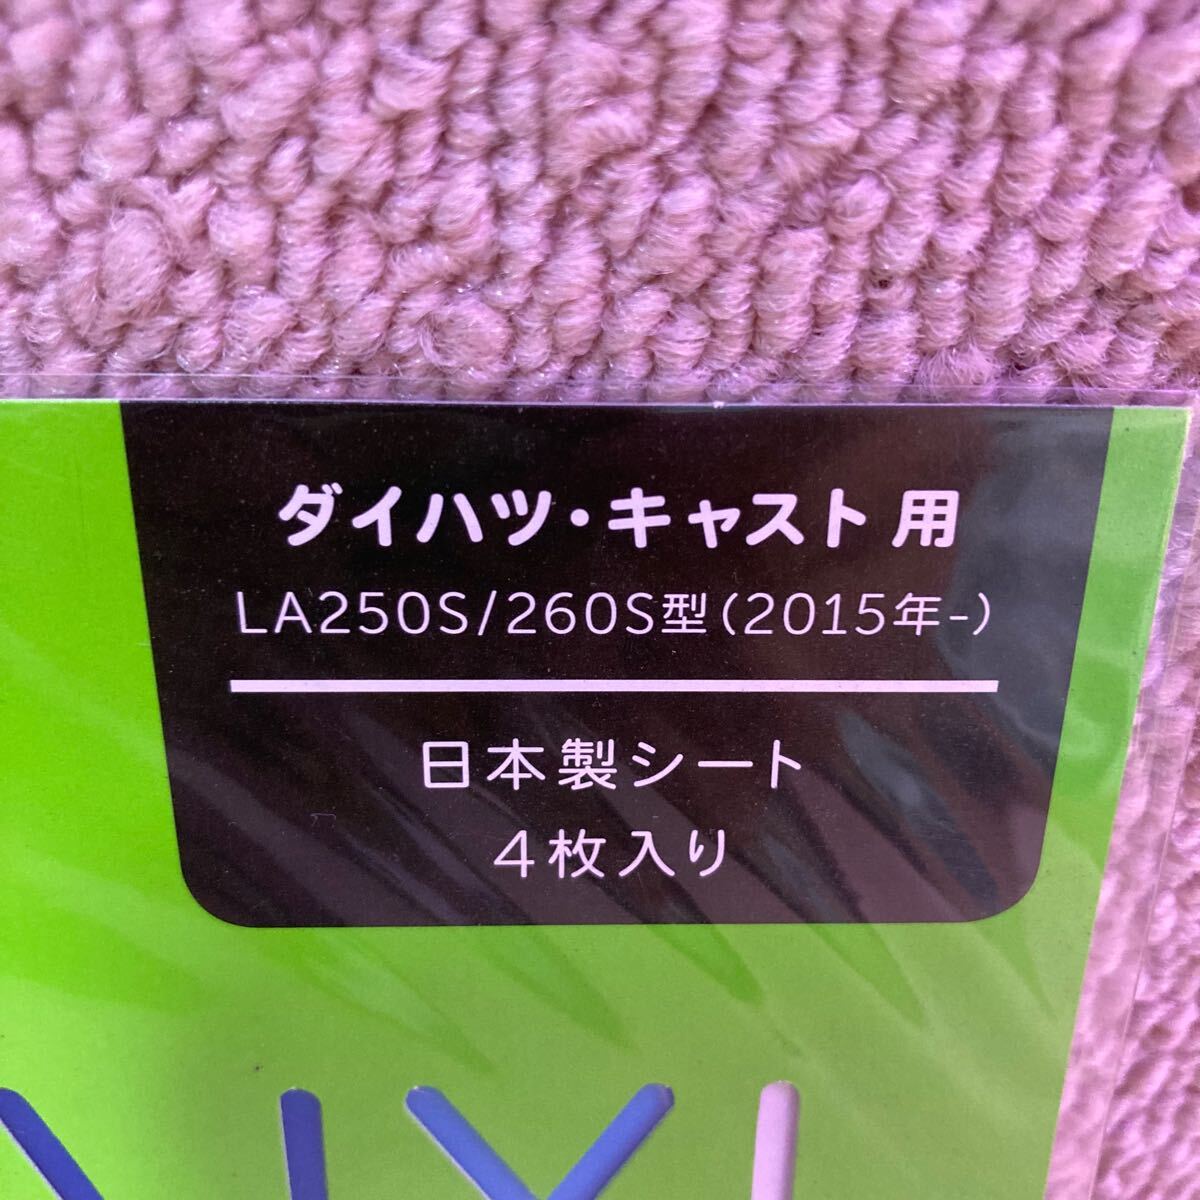 ダイハツ・キャスト 用
LA250S/260S型(2015年-)
日本製シート
4枚入り